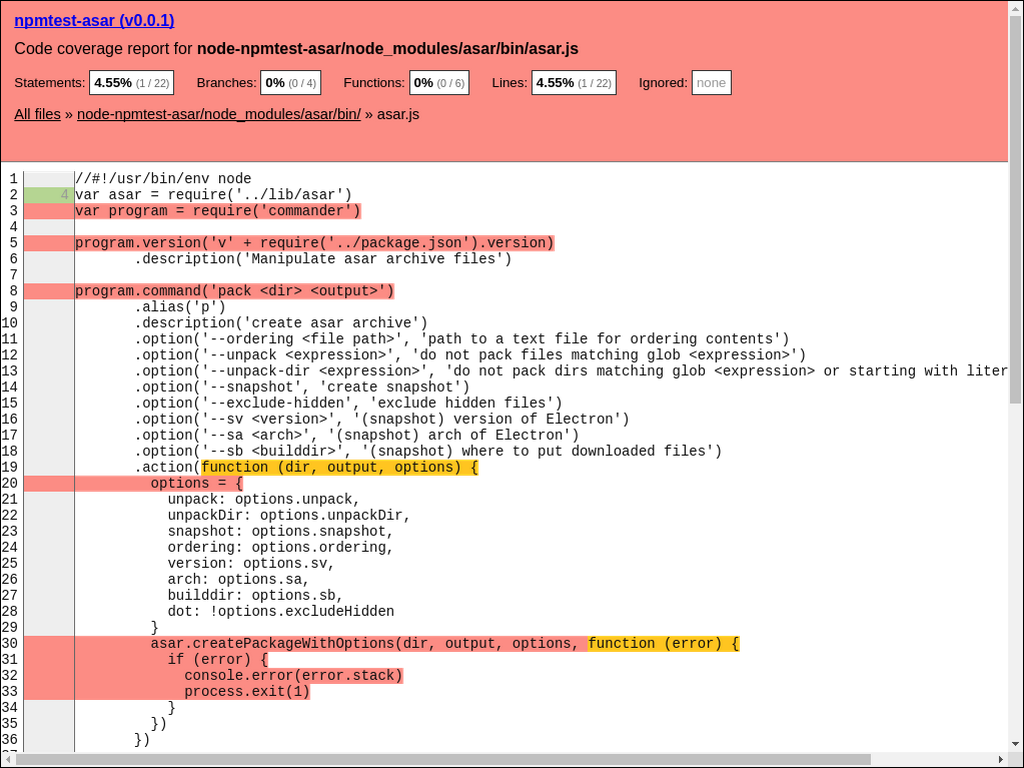 npmtest-asar (v0.0.1)
Code coverage report for node-npmtest-asar/node_modules/asar/bin/asar.js
Statements: 4.55% (1 / 22) Branches: 0% (0 / 4) Functions: 0% (0 / 6) Lines: 4.55% (1 / 22) Ignored: none
All files » node-npmtest-asar/node_modules/asar/bin/ » asar.js
1 //#!/usr/bin/env node
2 4 var asar = require('../lib/asar')
3 var program = require('commander')
4
5 program.version('v' + require('../package.json').version)
6 .description('Manipulate asar archive files')
7
8 program.command('pack <dir> <output>')
9 .alias('p')
10 .description('create asar archive')
11 .option('--ordering <file path>', 'path to a text file for ordering contents')
12 .option('--unpack <expression>', 'do not pack files matching glob <expression>')
13 .option('--unpack-dir <expression>', 'do not pack dirs matching glob <expression> or starting with liter
14 .option('--snapshot', 'create snapshot')
15 .option('--exclude-hidden', 'exclude hidden files')
16 .option('--sv <version>', '(snapshot) version of Electron')
17 .option('--sa <arch>', '(snapshot) arch of Electron')
18 .option('--sb <builddir>', '(snapshot) where to put downloaded files')
19 .action(function (dir, output, options) {
20 options = {
21 unpack: options.unpack,
22 unpackDir: options.unpackDir,
23 snapshot: options.snapshot,
24 ordering: options.ordering,
25 version: options.sv,
26 arch: options.sa,
27 builddir: options.sb,
28 dot: !options.excludeHidden
29 }
30 asar.createPackageWithOptions(dir, output, options, function (error) {
31 if (error) {
32 console.error(error.stack)
33 process.exit(1)
34 }
35 })
36 })